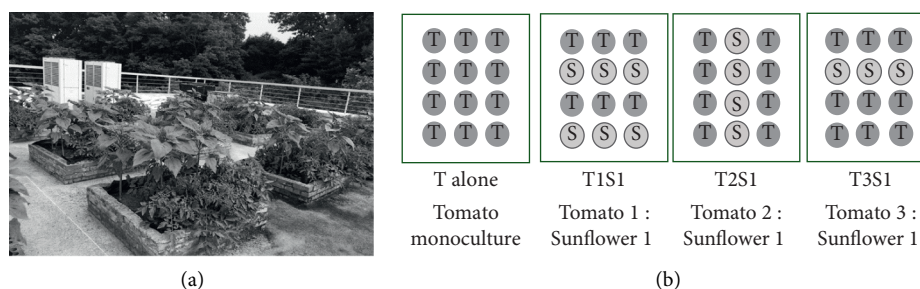 T T T
T T T
T T T
T T T
T alone
Tomato
monoculture
T T T
S S S
T T T
S S S
T1S1
Tomato 1 :
Sunflower 1
T S T
T S T
T S T
T S T
T2S1
Tomato 2 :
Sunflower 1
T T T
S S S
T T T
T T T
T3S1
Tomato 3 :
Sunflower 1
(a)
(b)